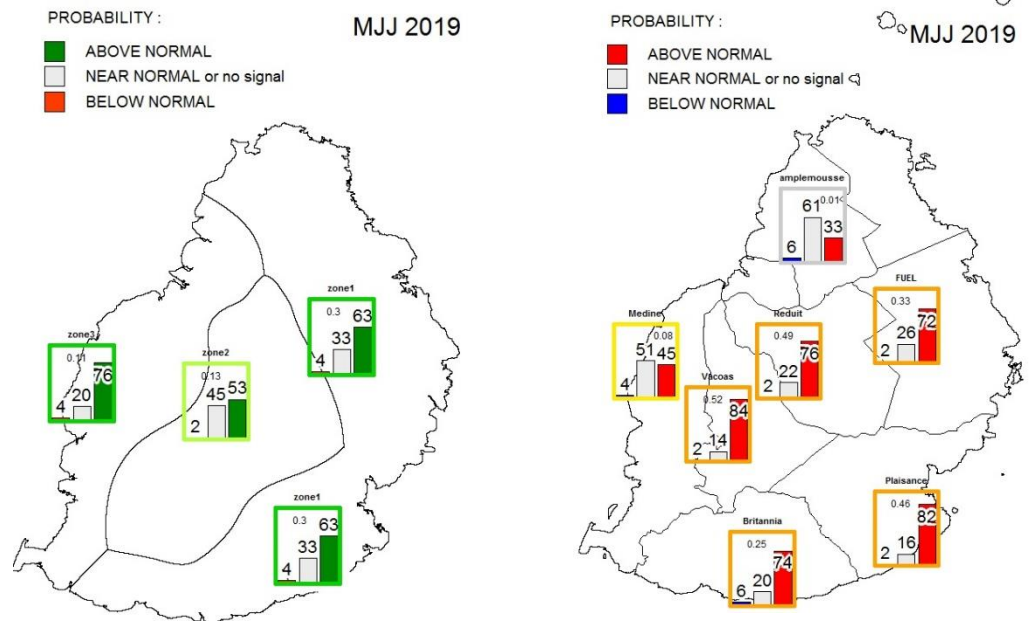 PROBABILITY :
MJJ 2019
ABOVE NORMAL
NEAR NORMAL or no signal
BELOW NORMAL
zone1
0.3
4 33 63
zone3
0.11
4 20 76
zone2
0.13
2 45 53
zone1
0.3
4 33 63
PROBABILITY :
MJJ 2019
ABOVE NORMAL
NEAR NORMAL or no signal
BELOW NORMAL
amplemousse
0.01
6 61 33
FUEL
0.33
2 26 72
Medine
0.08
4 51 45
Reduit
0.49
2 22 76
Vacoas
0.52
2 14 84
Plaisance
0.46
2 16 82
Britannia
0.25
6 20 74